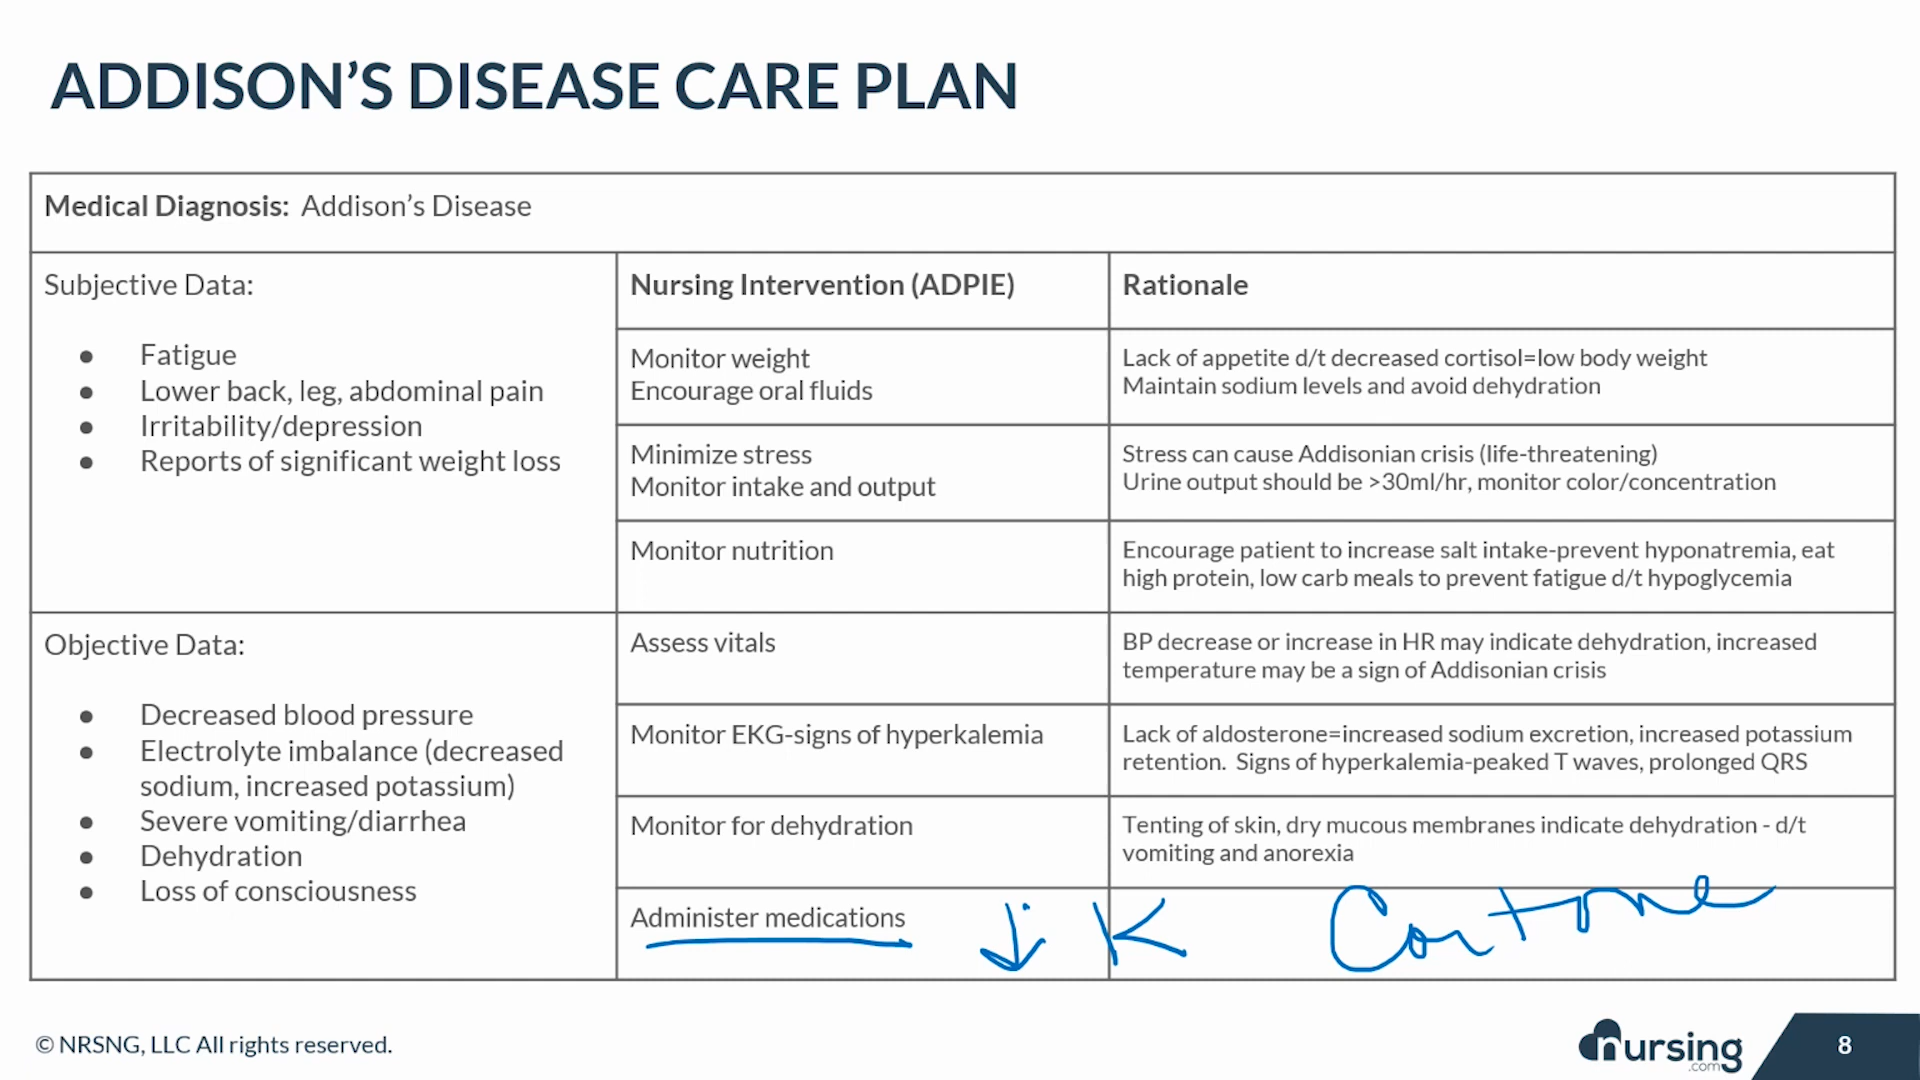 ADDISON'S DISEASE CARE PLAN
Medical Diagnosis: Addison's Disease
Subjective Data:
● Fatigue
● Lower back, leg, abdominal pain
● Irritability/depression
● Reports of significant weight loss
Nursing Intervention (ADPIE)
Rationale
Monitor weight
Encourage oral fluids
Lack of appetite d/t decreased cortisol=low body weight
Maintain sodium levels and avoid dehydration
Minimize stress
Monitor intake and output
Stress can cause Addisonian crisis (life-threatening)
Urine output should be >30ml/hr, monitor color/concentration
Monitor nutrition
Encourage patient to increase salt intake-prevent hyponatremia, eat
high protein, low carb meals to prevent fatigue d/t hypoglycemia
Objective Data:
● Decreased blood pressure
● Electrolyte imbalance (decreased
sodium, increased potassium)
● Severe vomiting/diarrhea
● Dehydration
● Loss of consciousness
Assess vitals
BP decrease or increase in HR may indicate dehydration, increased
temperature may be a sign of Addisonian crisis
Monitor EKG-signs of hyperkalemia
Lack of aldosterone=increased sodium excretion, increased potassium
retention. Signs of hyperkalemia-peaked T waves, prolonged QRS
Monitor for dehydration
Tenting of skin, dry mucous membranes indicate dehydration - d/t
vomiting and anorexia
Administer medications ↓ K Cortone
© NRSNG, LLC All rights reserved.
nursing
.com
8